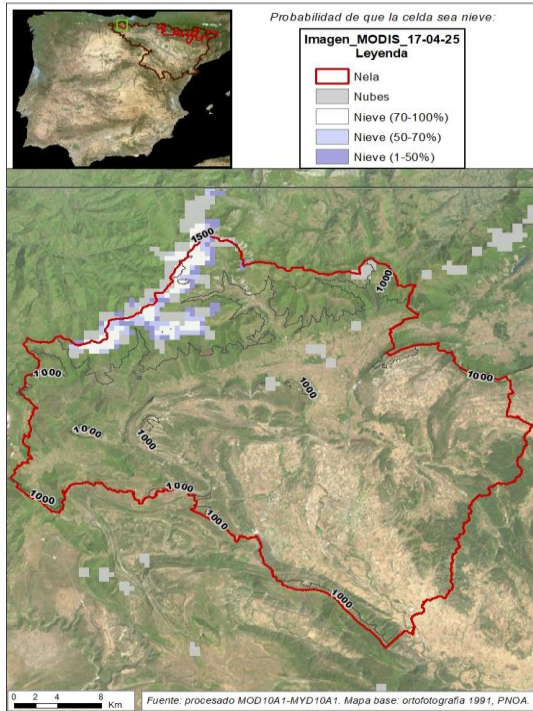 Probabilidad de que la celda sea nieve:
Imagen_MODIS_17-04-25
Leyenda
Nela
Nubes
Nieve (70-100%)
Nieve (50-70%)
Nieve (1-50%)
1500
1000
1000
1000
1000
1000
1000
1000
1000
1000
1000
0 2 4 8
Km
Fuente: procesado MOD10A1-MYD10A1. Mapa base: ortofotografia 1991, PNOA.